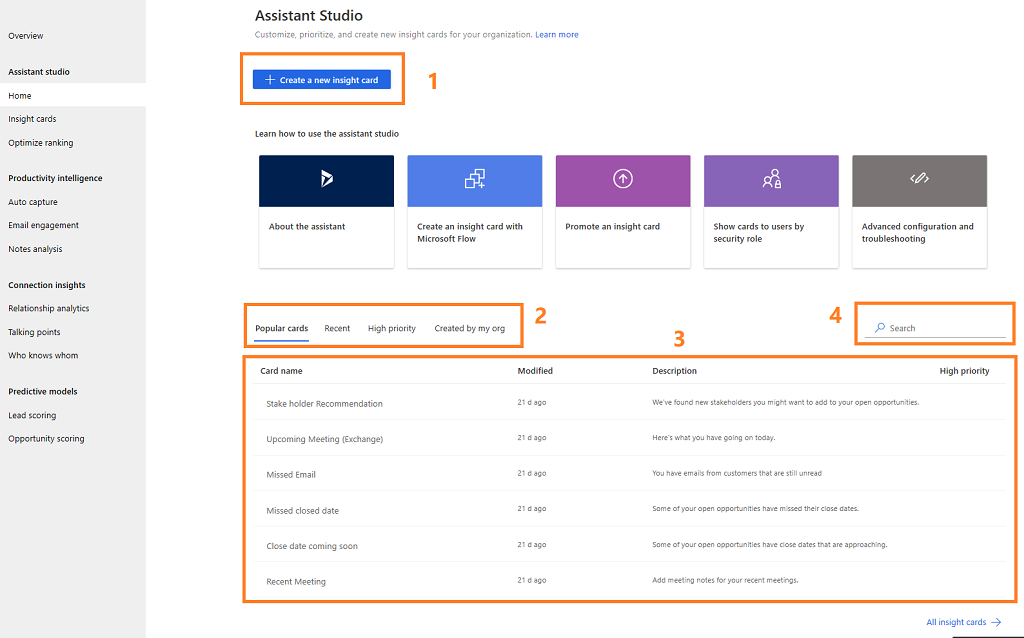 Overview
Assistant studio
Home
Insight cards
Optimize ranking
Productivity intelligence
Auto capture
Email engagement
Notes analysis
Connection insights
Relationship analytics
Talking points
Who knows whom
Predictive models
Lead scoring
Opportunity scoring
Assistant Studio
Customize, prioritize, and create new insight cards for your organization. Learn more
Create a new insight card
1
Learn how to use the assistant studio
About the assistant
Create an insight card with
Microsoft Flow
Promote an insight card
Show cards to users by
security role
Advanced configuration and
troubleshooting
Popular cards Recent High priority Created by my org
2
3
4
Search
Card name Modified Description High priority
Stake holder Recommendation 21 d ago We've found new stakeholders you might want to add to your open opportunities.
Upcoming Meeting (Exchange) 21 d ago Here's what you have going on today.
Missed Email 21 d ago You have emails from customers that are still unread
Missed closed date 21 d ago Some of your open opportunities have missed their close dates.
Close date coming soon 21 d ago Some of your open opportunities have close dates that are approaching.
Recent Meeting 21 d ago Add meeting notes for your recent meetings.
All insight cards